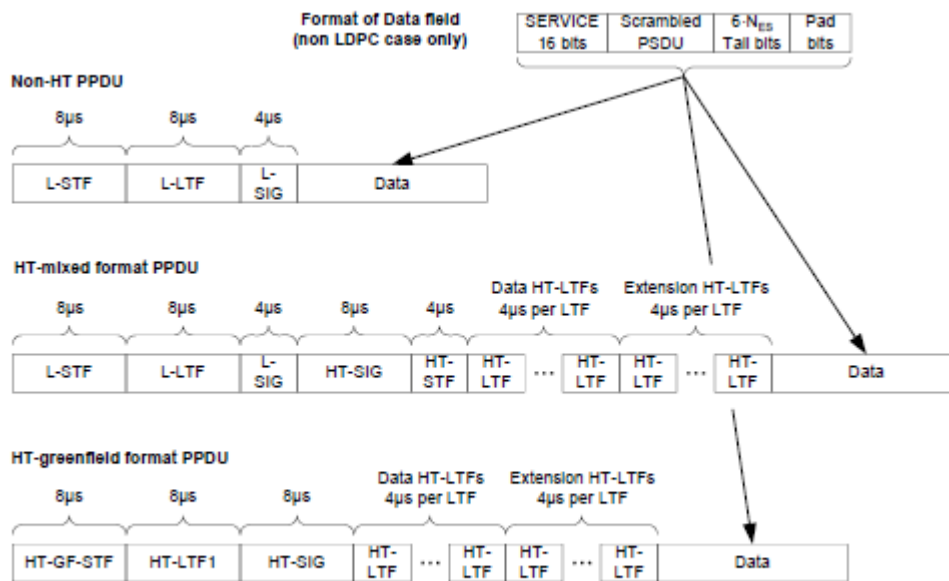 Format of Data field
(non LDPC case only)
SERVICE
16 bits
Scrambled
PSDU
6·NES
Tail bits
Pad
bits
Non-HT PPDU
8µs
8µs
4µs
L-STF
L-LTF
L-
SIG
Data
HT-mixed format PPDU
Data HT-LTFs
4µs per LTF
Extension HT-LTFs
4µs per LTF
8µs
8µs
4µs
8µs
4µs
L-STF
L-LTF
L-
SIG
HT-SIG
HT-
STF
HT-
LTF
...
HT-
LTF
HT-
LTF
...
HT-
LTF
Data
HT-greenfield format PPDU
Data HT-LTFs
4µs per LTF
Extension HT-LTFs
4µs per LTF
8µs
8µs
8µs
HT-GF-STF
HT-LTF1
HT-SIG
HT-
LTF
...
HT-
LTF
HT-
LTF
...
HT-
LTF
Data